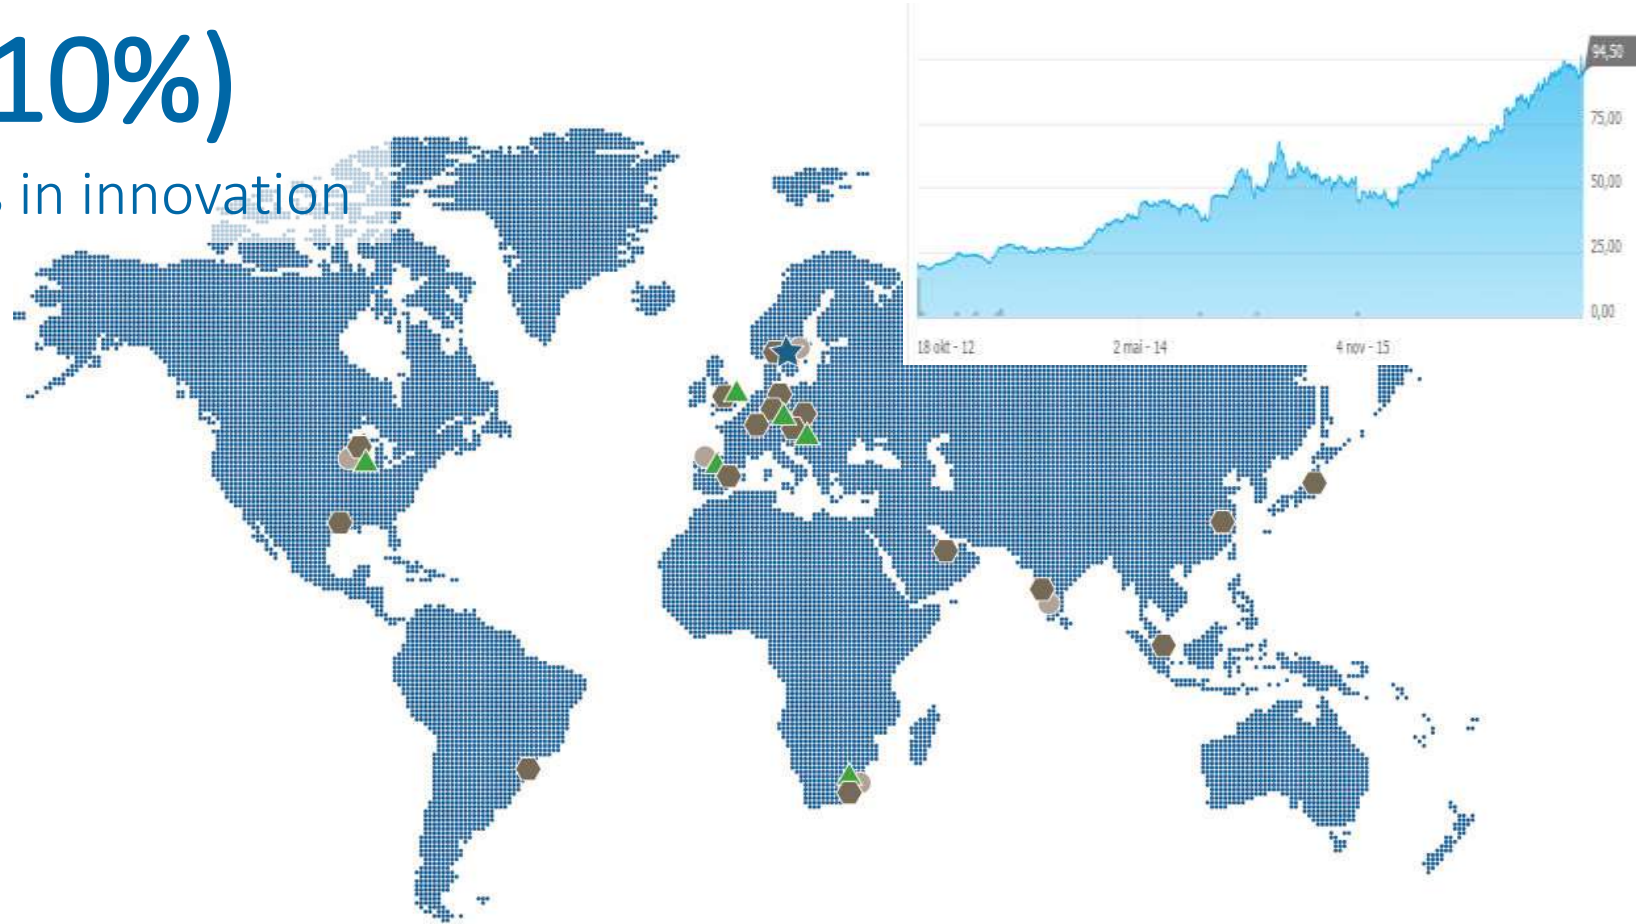 10%)
in innovation
94,50
75,00
50,00
25,00
0,00
18 okt - 12
2 mai - 14
4 nov - 15